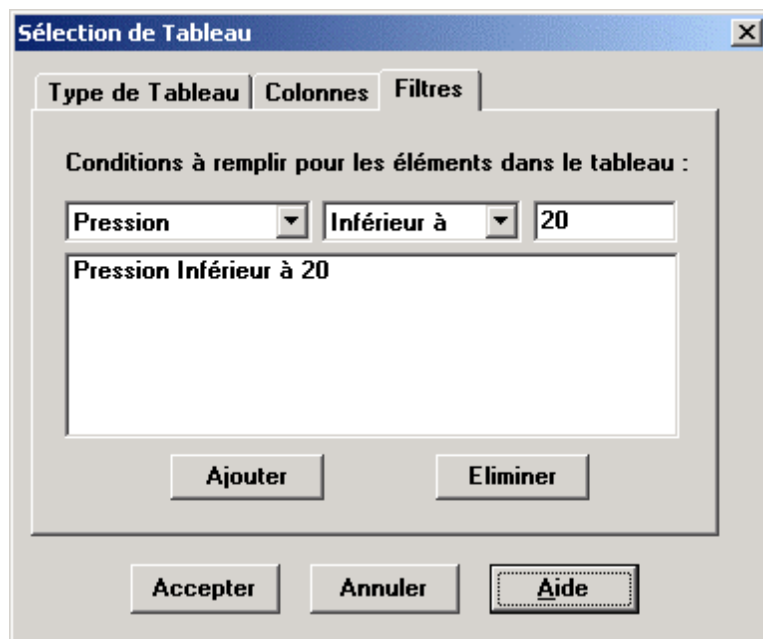 Sélection de Tableau
Type de Tableau Colonnes Filtres
Conditions à remplir pour les éléments dans le tableau :
Pression Inférieur à 20
Pression Inférieur à 20
Ajouter Eliminer
Accepter Annuler Aide